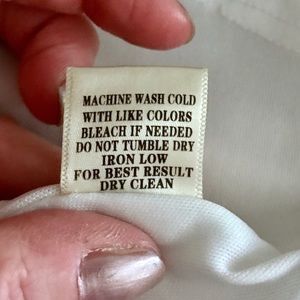 MACHINE WASH COLD
WITH LIKE COLORS
BLEACH IF NEEDED
DO NOT TUMBLE DRY
IRON LOW
FOR BEST RESULT
DRY CLEAN